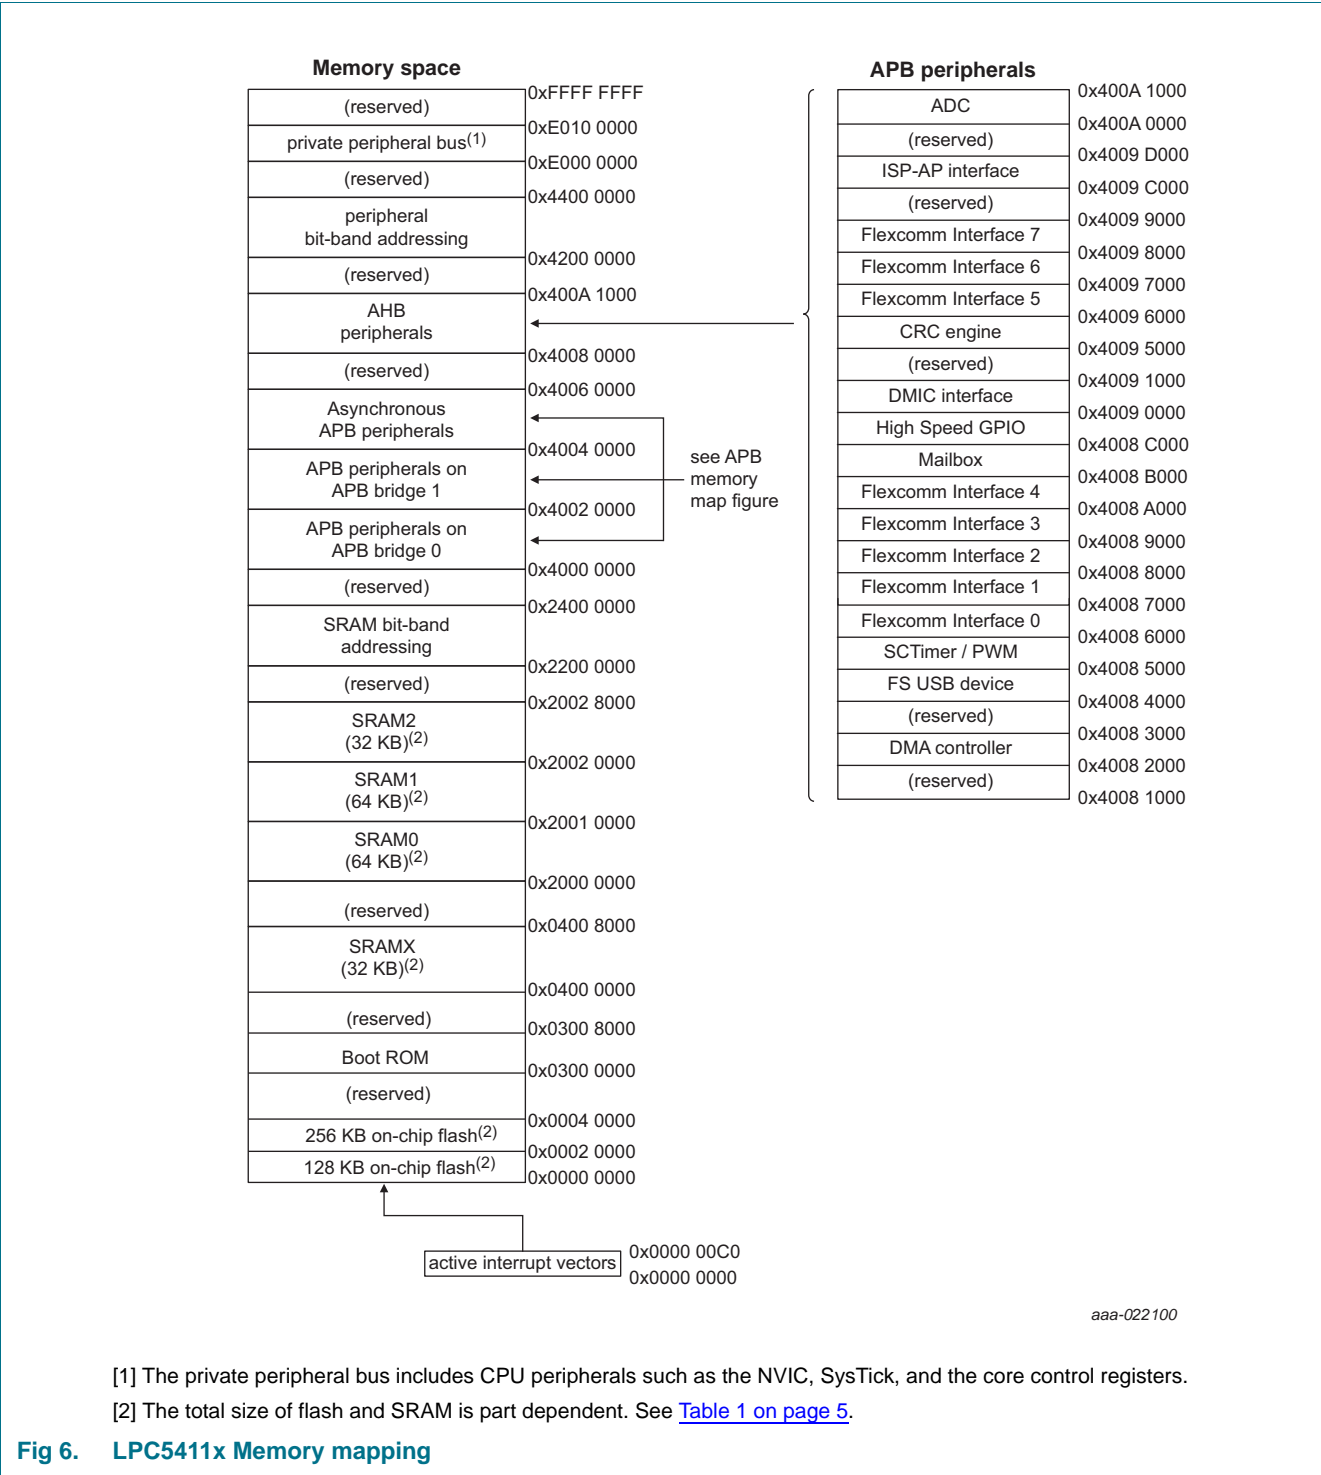 Memory space
0xFFFF FFFF
(reserved)
0xE010 0000
private peripheral bus(1)
0xE000 0000
(reserved)
0x4400 0000
peripheral
bit-band addressing
0x4200 0000
(reserved)
0x400A 1000
AHB
peripherals
0x4008 0000
(reserved)
0x4006 0000
Asynchronous
APB peripherals
0x4004 0000
APB peripherals on
APB bridge 1
0x4002 0000
APB peripherals on
APB bridge 0
0x4000 0000
(reserved)
0x2400 0000
SRAM bit-band
addressing
0x2200 0000
(reserved)
0x2002 8000
SRAM2
(32 KB)(2)
0x2002 0000
SRAM1
(64 KB)(2)
0x2001 0000
SRAM0
(64 KB)(2)
0x2000 0000
(reserved)
0x0400 8000
SRAMX
(32 KB)(2)
0x0400 0000
(reserved)
0x0300 8000
Boot ROM
0x0300 0000
(reserved)
0x0004 0000
256 KB on-chip flash(2)
0x0002 0000
128 KB on-chip flash(2)
0x0000 0000
see APB
memory
map figure
active interrupt vectors
0x0000 00C0
0x0000 0000
APB peripherals
0x400A 1000
ADC
0x400A 0000
(reserved)
0x4009 D000
ISP-AP interface
0x4009 C000
(reserved)
0x4009 9000
Flexcomm Interface 7
0x4009 8000
Flexcomm Interface 6
0x4009 7000
Flexcomm Interface 5
0x4009 6000
CRC engine
0x4009 5000
(reserved)
0x4009 1000
DMIC interface
0x4009 0000
High Speed GPIO
0x4008 C000
Mailbox
0x4008 B000
Flexcomm Interface 4
0x4008 A000
Flexcomm Interface 3
0x4008 9000
Flexcomm Interface 2
0x4008 8000
Flexcomm Interface 1
0x4008 7000
Flexcomm Interface 0
0x4008 6000
SCTimer / PWM
0x4008 5000
FS USB device
0x4008 4000
(reserved)
0x4008 3000
DMA controller
0x4008 2000
(reserved)
0x4008 1000
aaa-022100
[1] The private peripheral bus includes CPU peripherals such as the NVIC, SysTick, and the core control registers.
[2] The total size of flash and SRAM is part dependent. See Table 1 on page 5.
Fig 6. LPC5411x Memory mapping